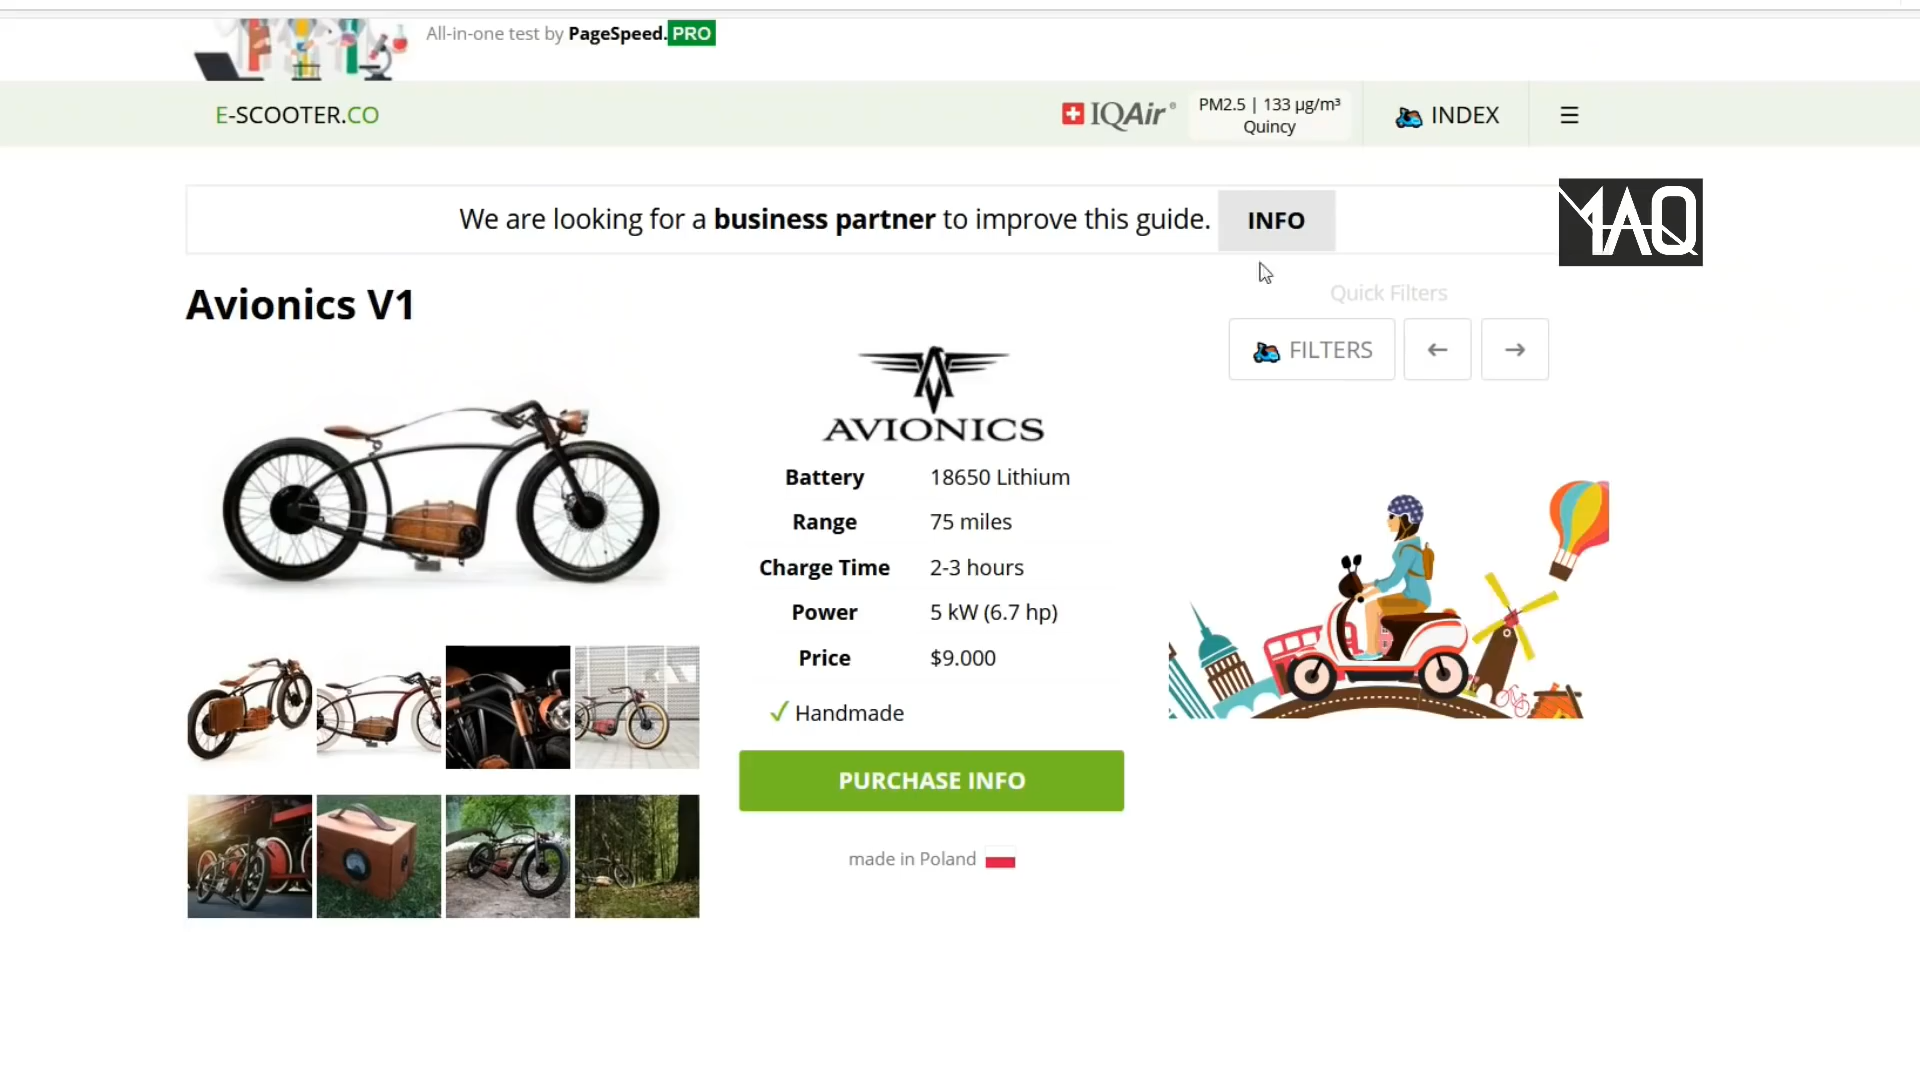 All-in-one test by PageSpeed.PRO
E-SCOOTER.CO
IQAir®
PM2.5 | 133 µg/m³
Quincy
INDEX
☰
We are looking for a business partner to improve this guide. INFO
YAQ
Avionics V1
Quick Filters
FILTERS
←
→
AVIONICS
Battery 18650 Lithium
Range 75 miles
Charge Time 2-3 hours
Power 5 kW (6.7 hp)
Price $9.000
✓ Handmade
PURCHASE INFO
made in Poland